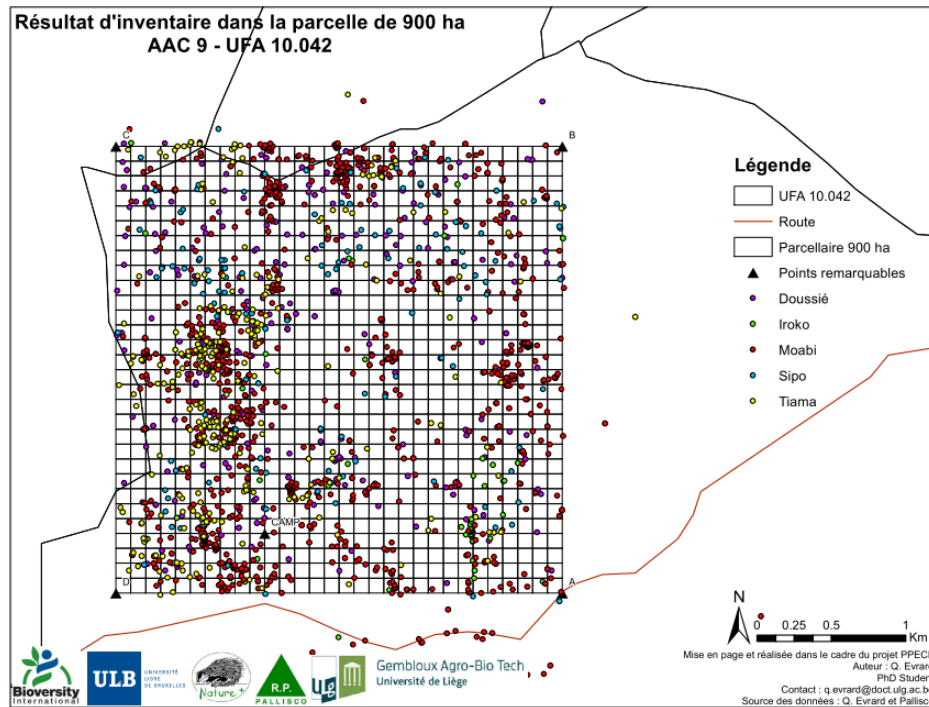 Résultat d'inventaire dans la parcelle de 900 ha
AAC 9 - UFA 10.042
C
B
Légende
UFA 10.042
Route
Parcellaire 900 ha
Points remarquables
Doussié
Iroko
Moabi
Sipo
Tiama
CAMP
D
A
N
0 0.25 0.5 1
Km
Mise en page et réalisée dans le cadre du projet PPECF
Auteur : Q. Evrard
PhD Student
Contact : q.evrard@doct.ulg.ac.be
Source des données : Q. Evrard et Pallisco
Bioversity
International
ULB
UNIVERSITÉ
LIBRE
DE BRUXELLES
Nature +
R.P.
PALLISCO
Ulg
Gembloux Agro-Bio Tech
Université de Liège